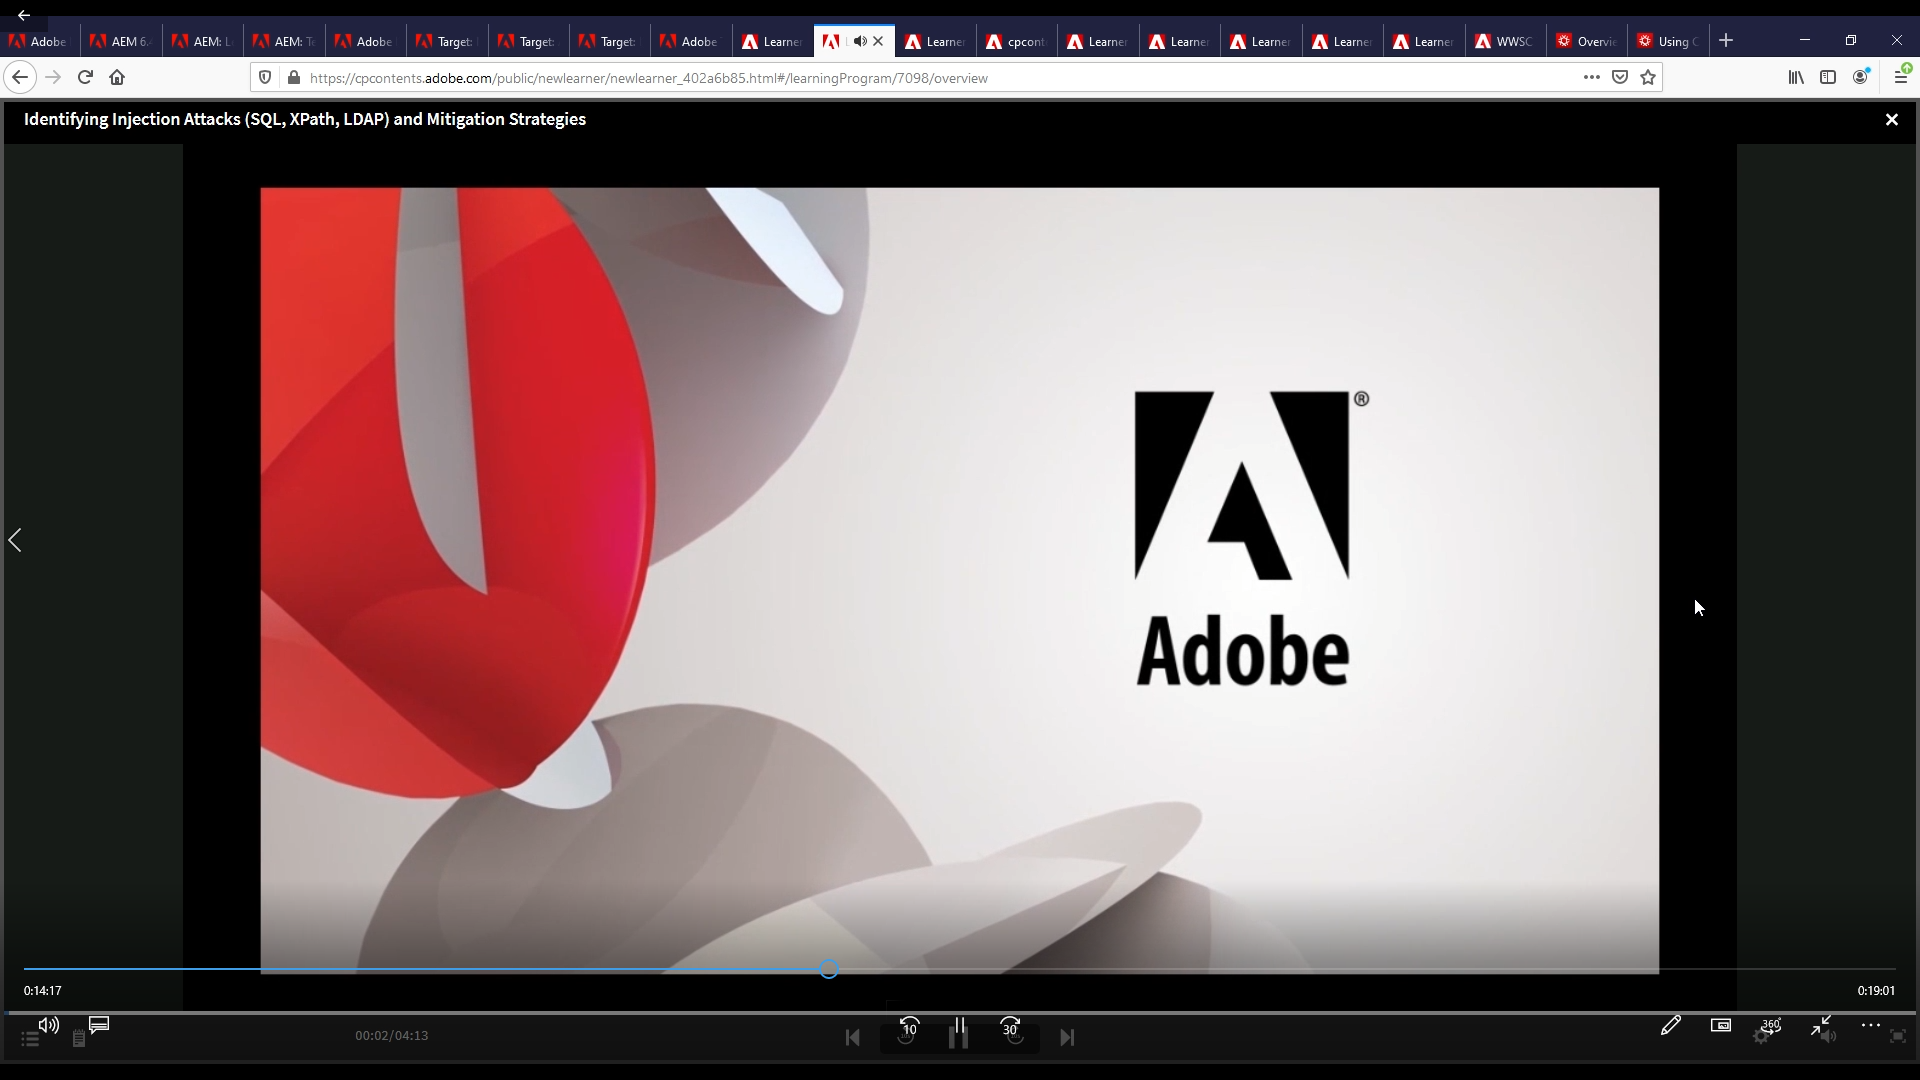 Adobe
AEM 6.
AEM: L
AEM: Te
Adobe
Target:
Target:
Target:
Adobe
Learner
Learner
cpcont
Learner
Learner
Learner
Learner
Learner
WWSC
Overvie
Using C
https://cpcontents.adobe.com/public/newlearner/newlearner_402a6b85.html#/learningProgram/7098/overview
Identifying Injection Attacks (SQL, XPath, LDAP) and Mitigation Strategies
®
Adobe
0:14:17
0:19:01
00:02/04:13
10
30
360°